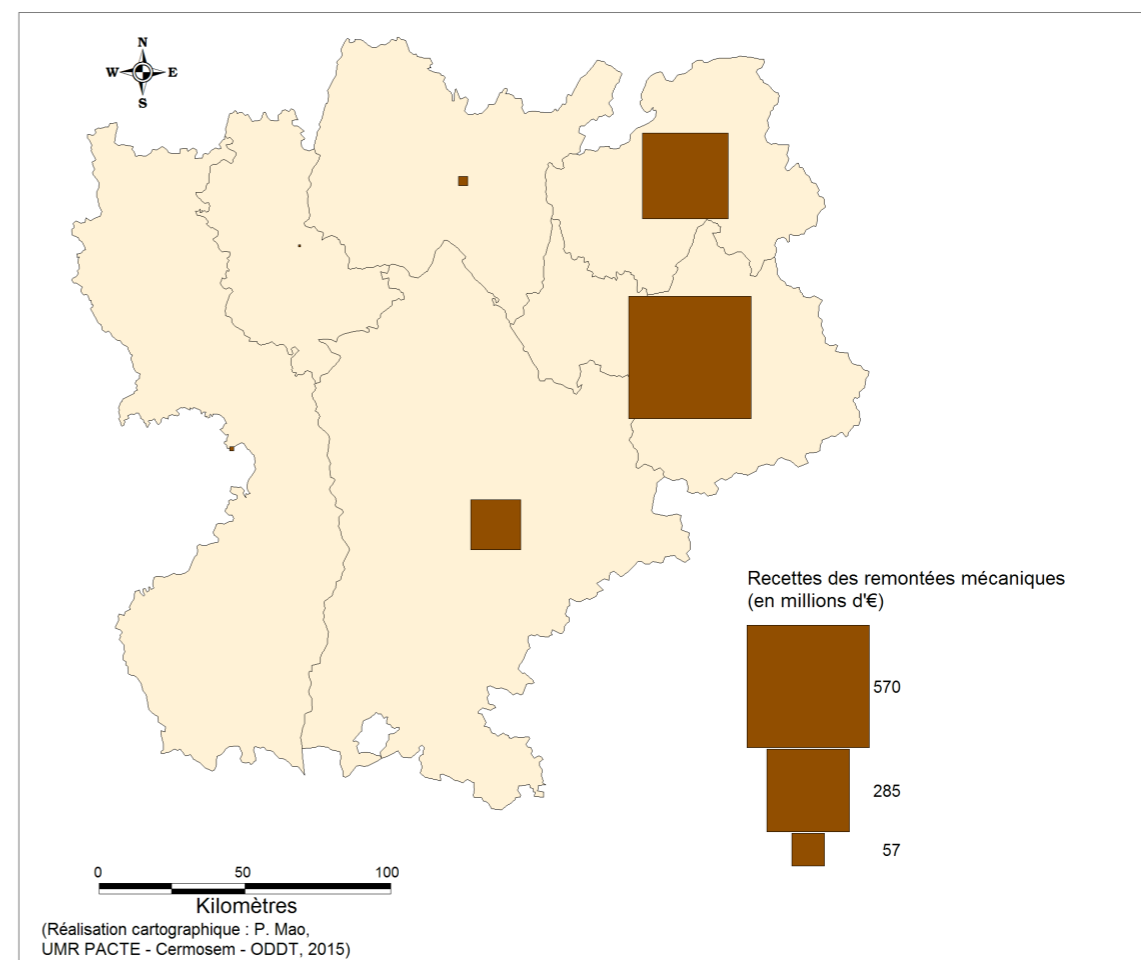 N
W E
S
Recettes des remontées mécaniques
(en millions d'€)
570
285
57
0 50 100
Kilomètres
(Réalisation cartographique : P. Mao,
UMR PACTE - Cermosem - ODDT, 2015)